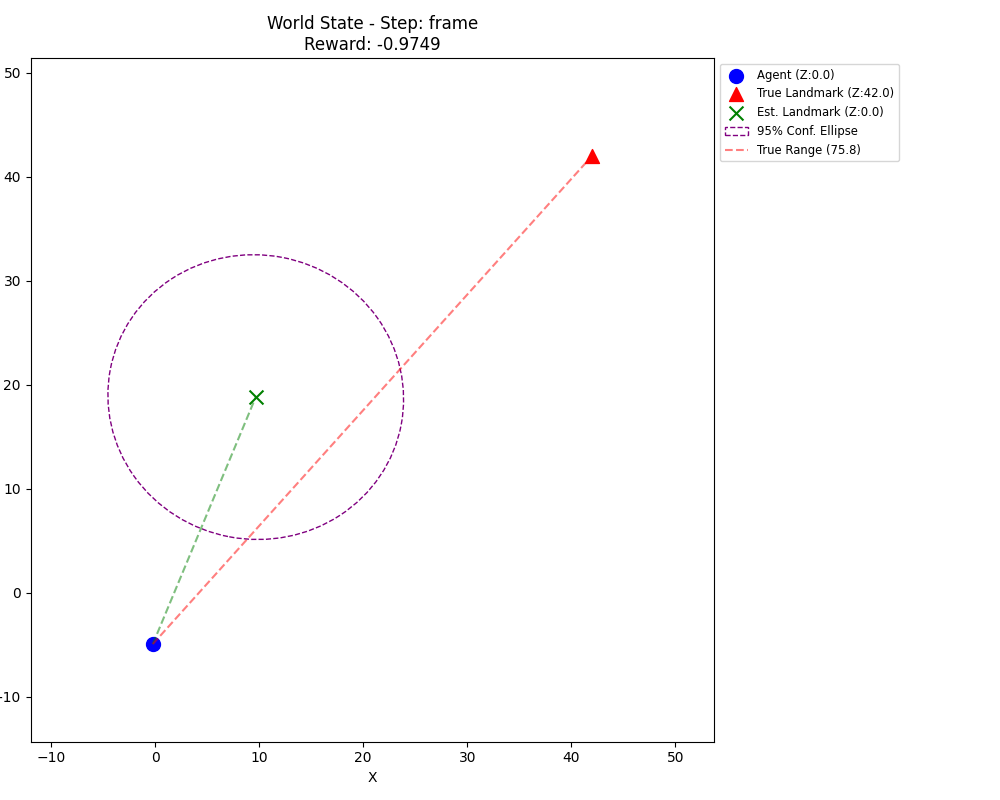 World State - Step: frame
Reward: -0.9749
50
40
30
20
10
0
-10
−10
0
10
20
30
40
50
X
Agent (Z:0.0)
True Landmark (Z:42.0)
Est. Landmark (Z:0.0)
95% Conf. Ellipse
True Range (75.8)